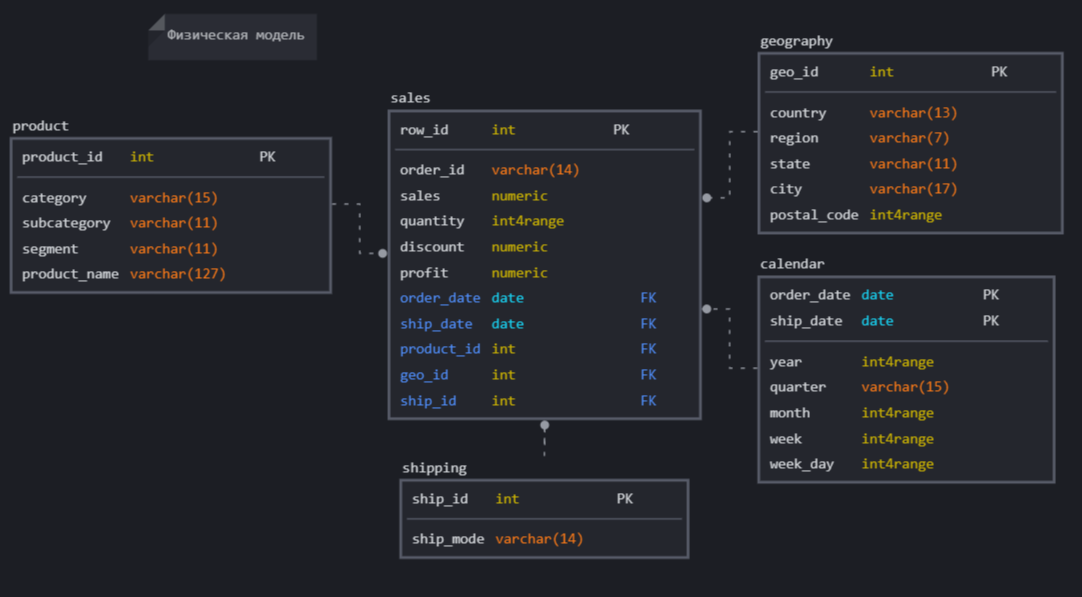 Физическая модель
product
product_id int PK
category varchar(15)
subcategory varchar(11)
segment varchar(11)
product_name varchar(127)
sales
row_id int PK
order_id varchar(14)
sales numeric
quantity int4range
discount numeric
profit numeric
order_date date FK
ship_date date FK
product_id int FK
geo_id int FK
ship_id int FK
shipping
ship_id int PK
ship_mode varchar(14)
geography
geo_id int PK
country varchar(13)
region varchar(7)
state varchar(11)
city varchar(17)
postal_code int4range
calendar
order_date date PK
ship_date date PK
year int4range
quarter varchar(15)
month int4range
week int4range
week_day int4range